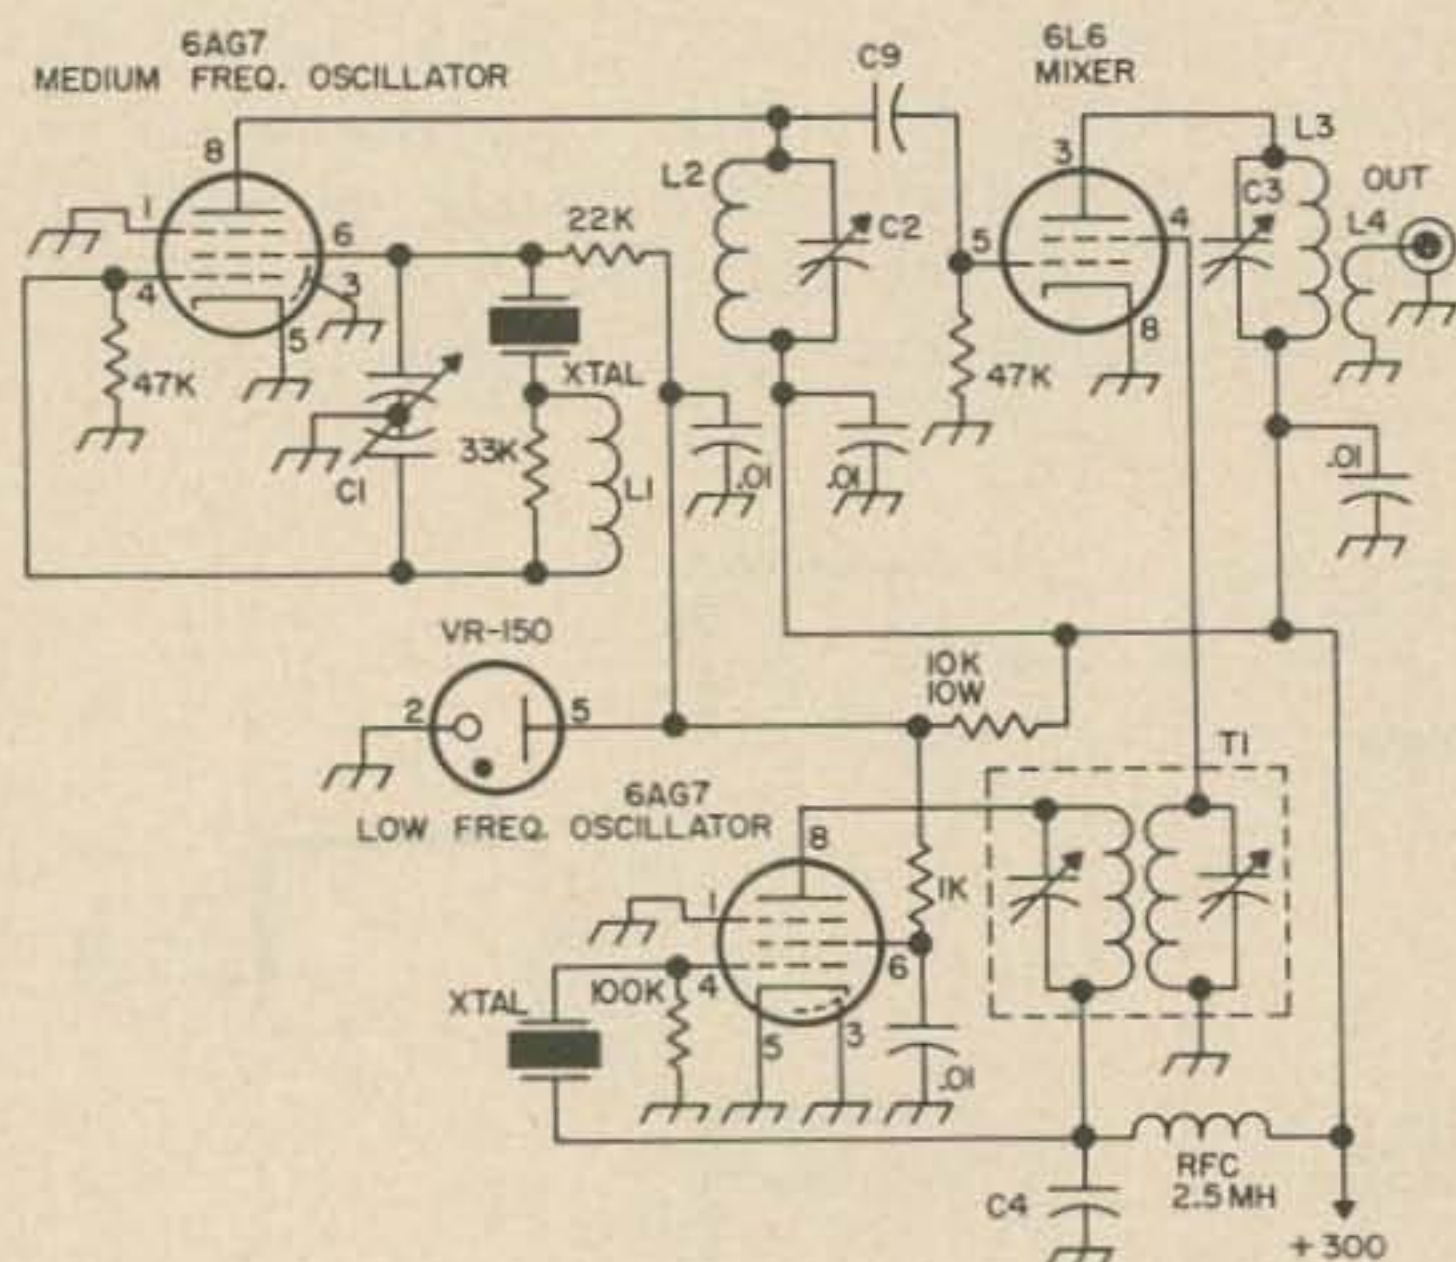 6AG7
MEDIUM FREQ. OSCILLATOR
C9
6L6
MIXER
8
3
L3
OUT
L2
C3
L4
1
22K
6
C2
5
4
4
3
5
8
47K
XTAL
47K
33K
L1
C1
.01
.01
.01
VR-150
10K
10W
2
5
T1
6AG7
LOW FREQ. OSCILLATOR
8
1
1K
6
XTAL
100K
4
5
3
.01
RFC
2.5 MH
C4
+300